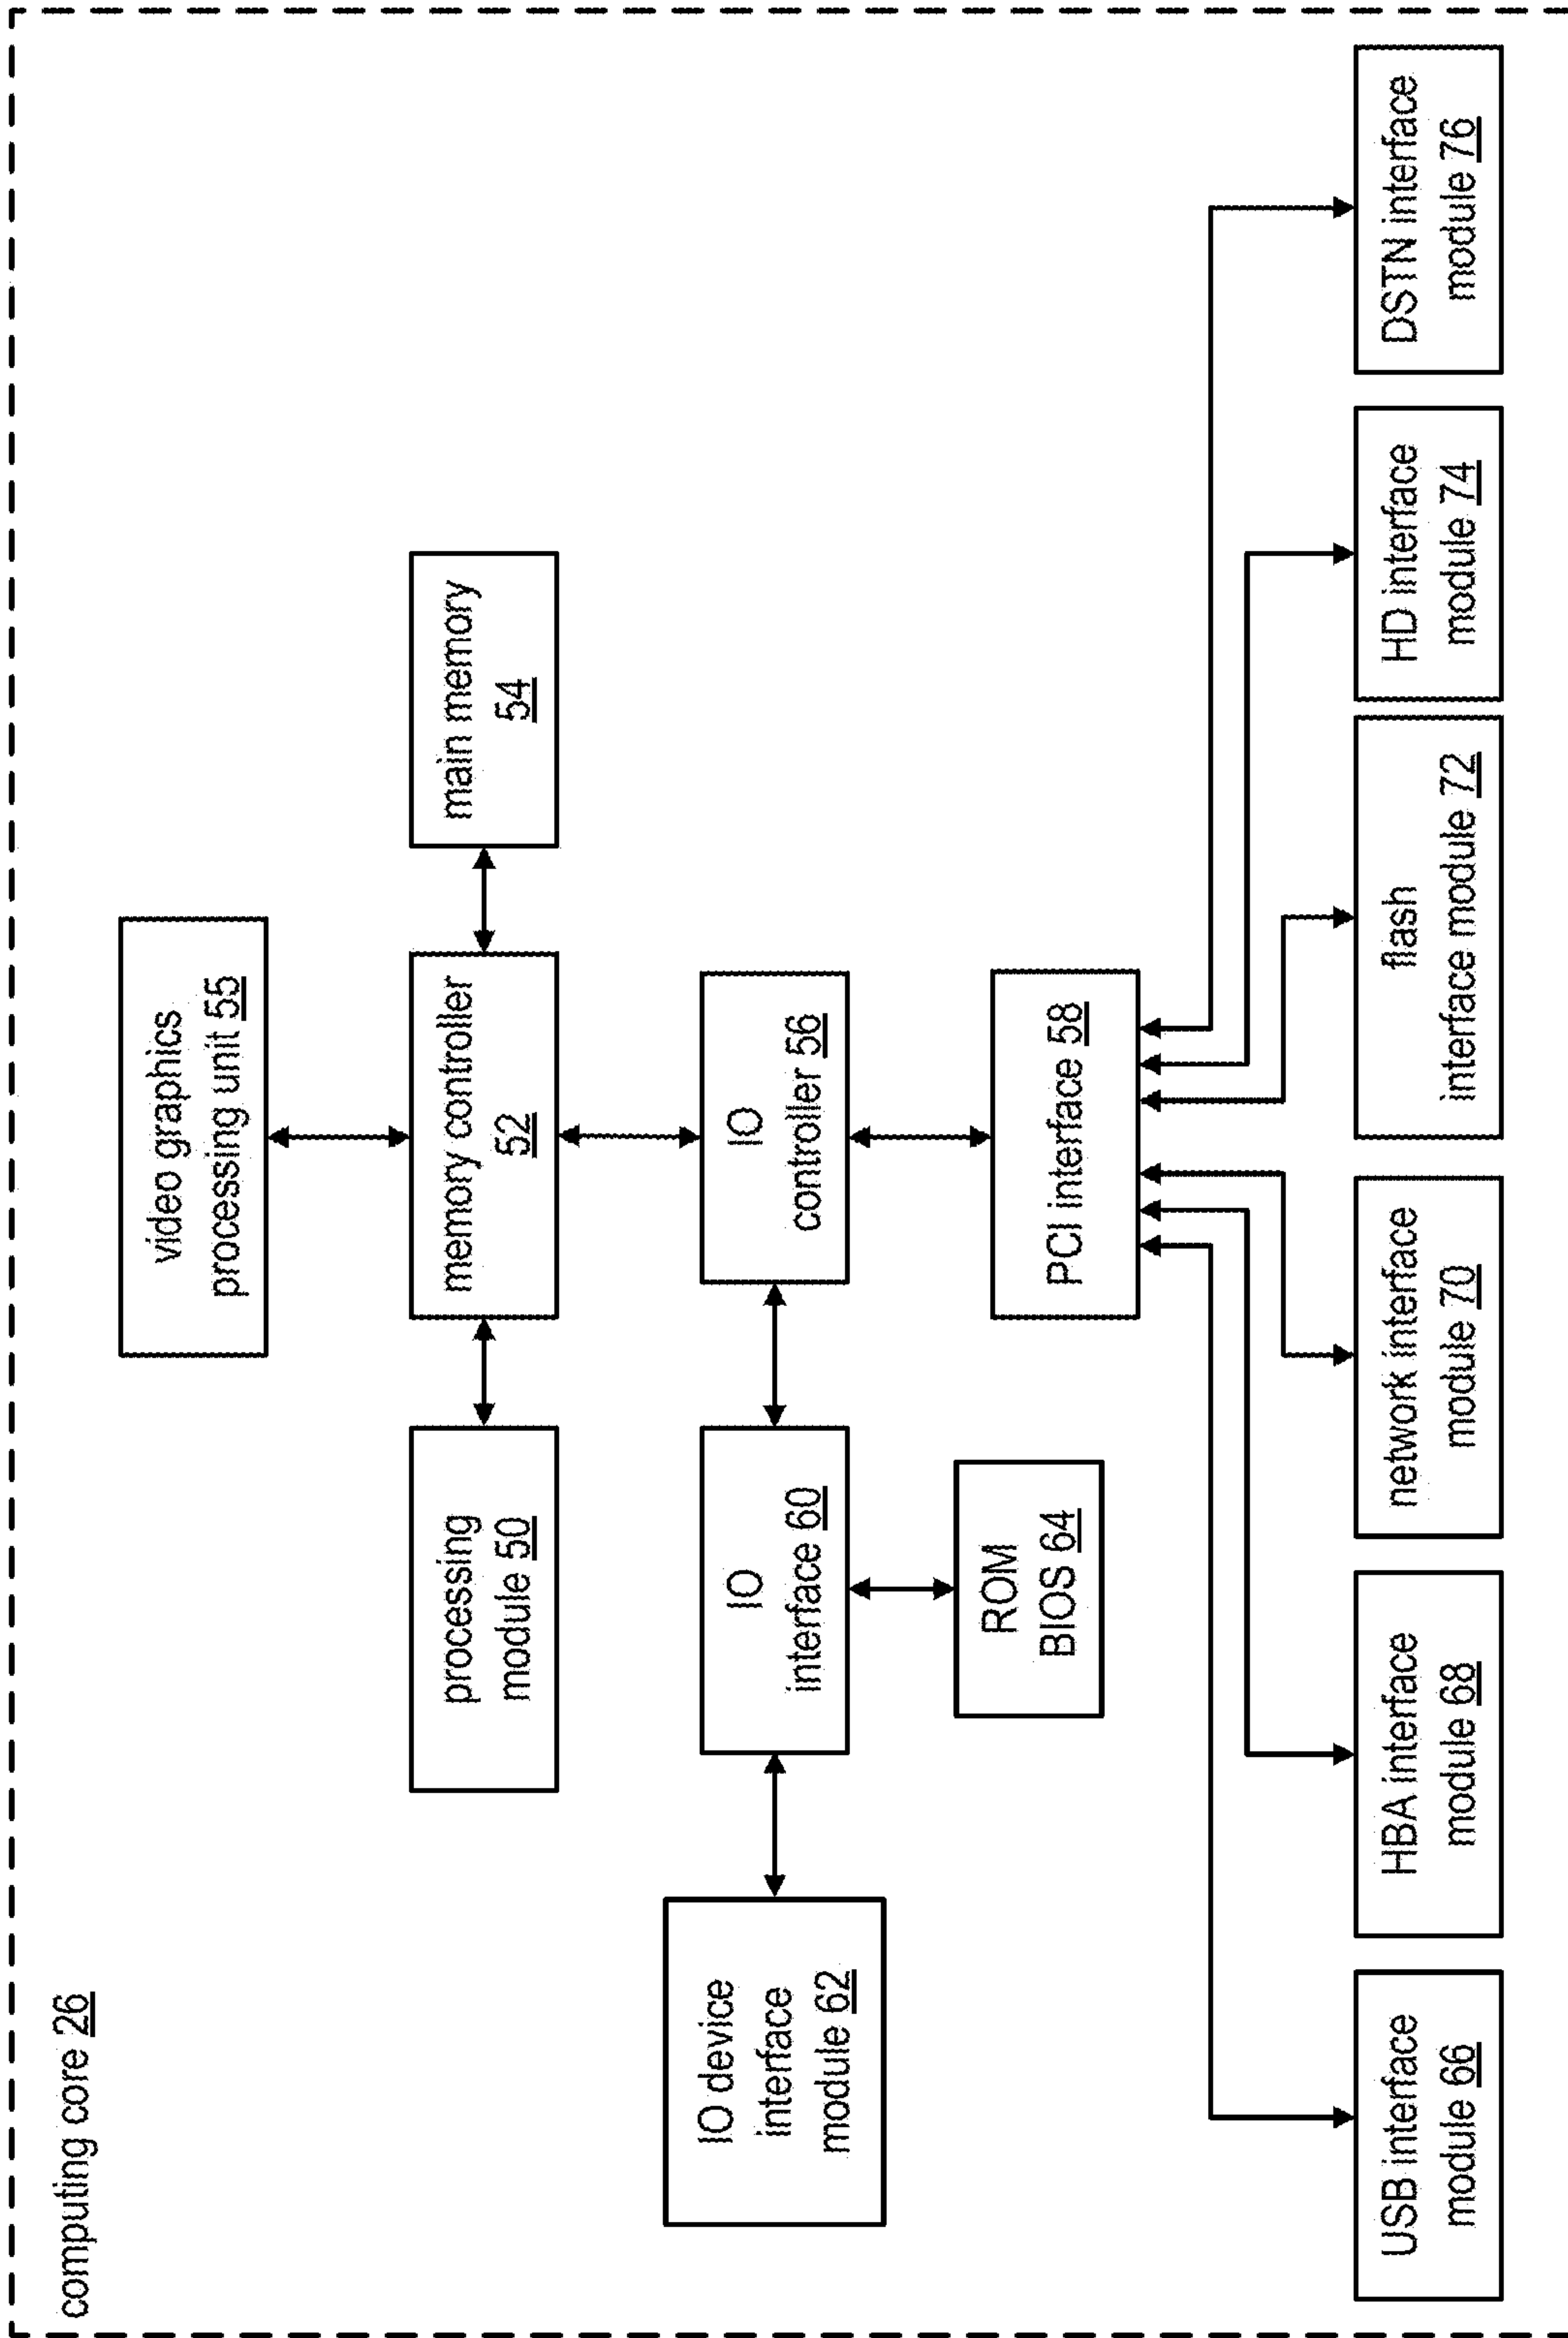 computing core 26
video graphics
processing unit 55
processing
module 50
memory controller
52
main memory
54
IO device
interface
module 62
IO
interface 60
IO
controller 56
ROM
BIOS 64
PCI interface 58
USB interface
module 66
HBA interface
module 68
network interface
module 70
flash
interface module 72
HD interface
module 74
DSTN interface
module 76